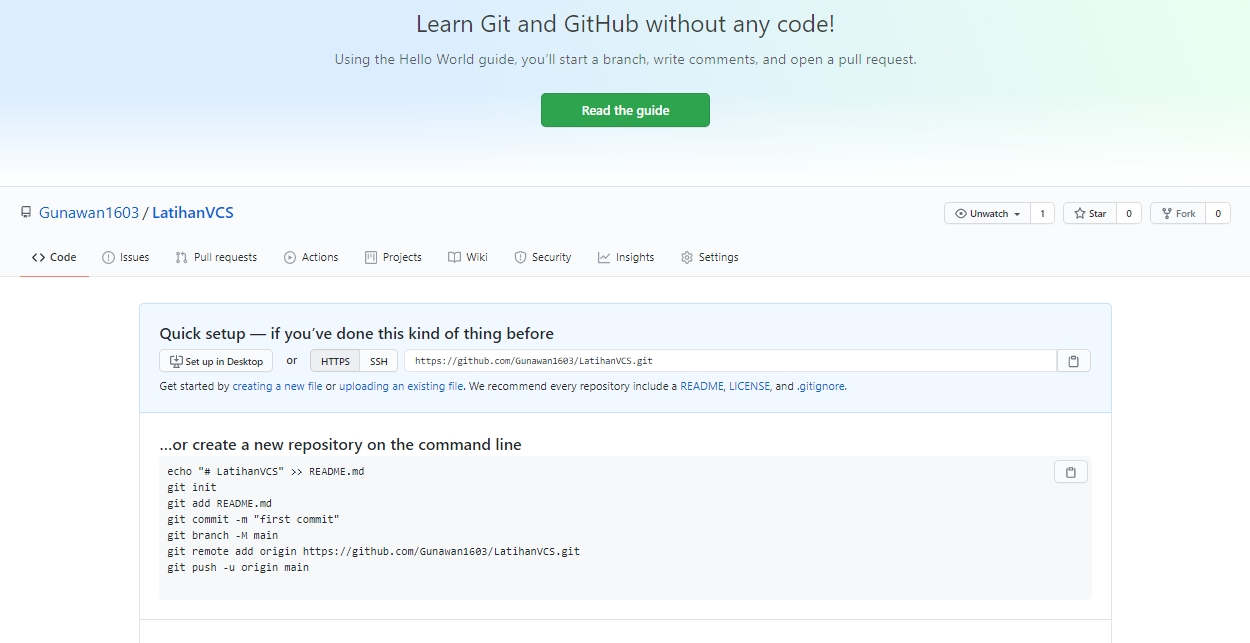 Learn Git and GitHub without any code!
Using the Hello World guide, you’ll start a branch, write comments, and open a pull request.
Read the guide
Gunawan1603 / LatihanVCS
Unwatch 1 Star 0 Fork 0
Code Issues Pull requests Actions Projects Wiki Security Insights Settings
Quick setup — if you’ve done this kind of thing before
Set up in Desktop or HTTPS SSH https://github.com/Gunawan1603/LatihanVCS.git
Get started by creating a new file or uploading an existing file. We recommend every repository include a README, LICENSE, and .gitignore.
…or create a new repository on the command line
echo "# LatihanVCS" >> README.md
git init
git add README.md
git commit -m "first commit"
git branch -M main
git remote add origin https://github.com/Gunawan1603/LatihanVCS.git
git push -u origin main